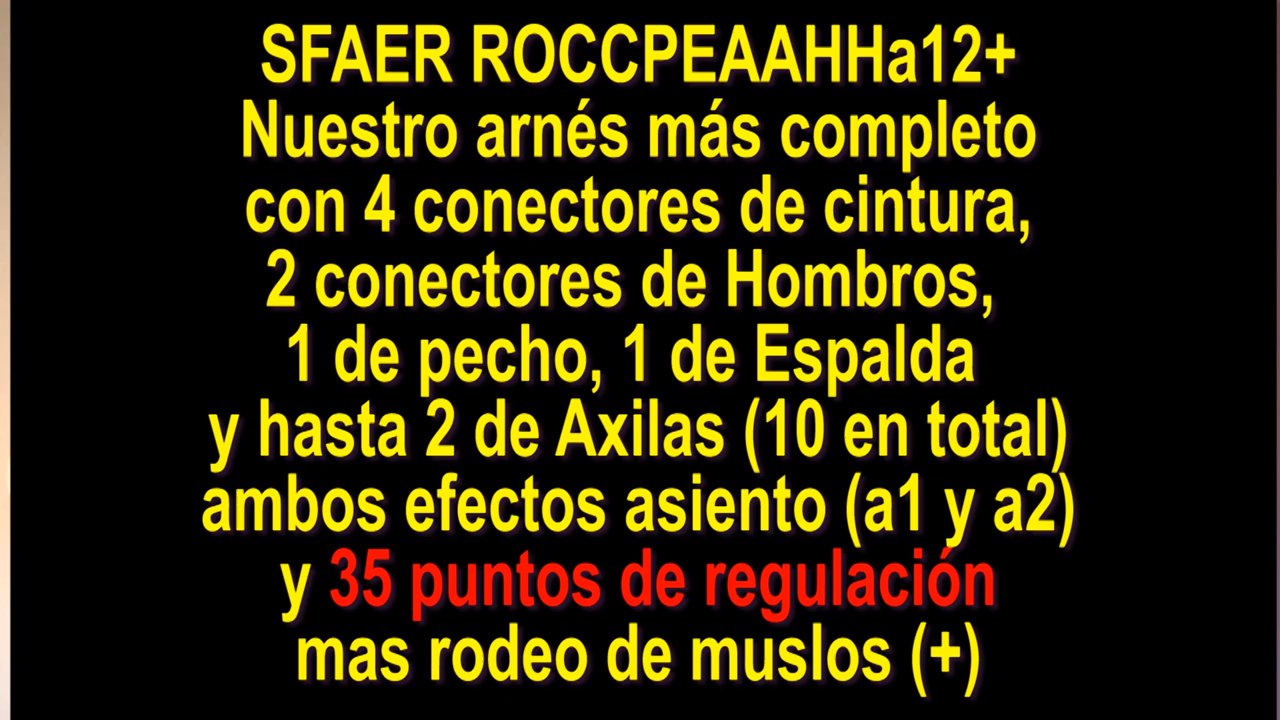 SFAER ROCCPEAAHHa12+
Nuestro arnés más completo
con 4 conectores de cintura,
2 conectores de Hombros,
1 de pecho, 1 de Espalda
y hasta 2 de Axilas (10 en total)
ambos efectos asiento (a1 y a2)
y 35 puntos de regulación
mas rodeo de muslos (+)